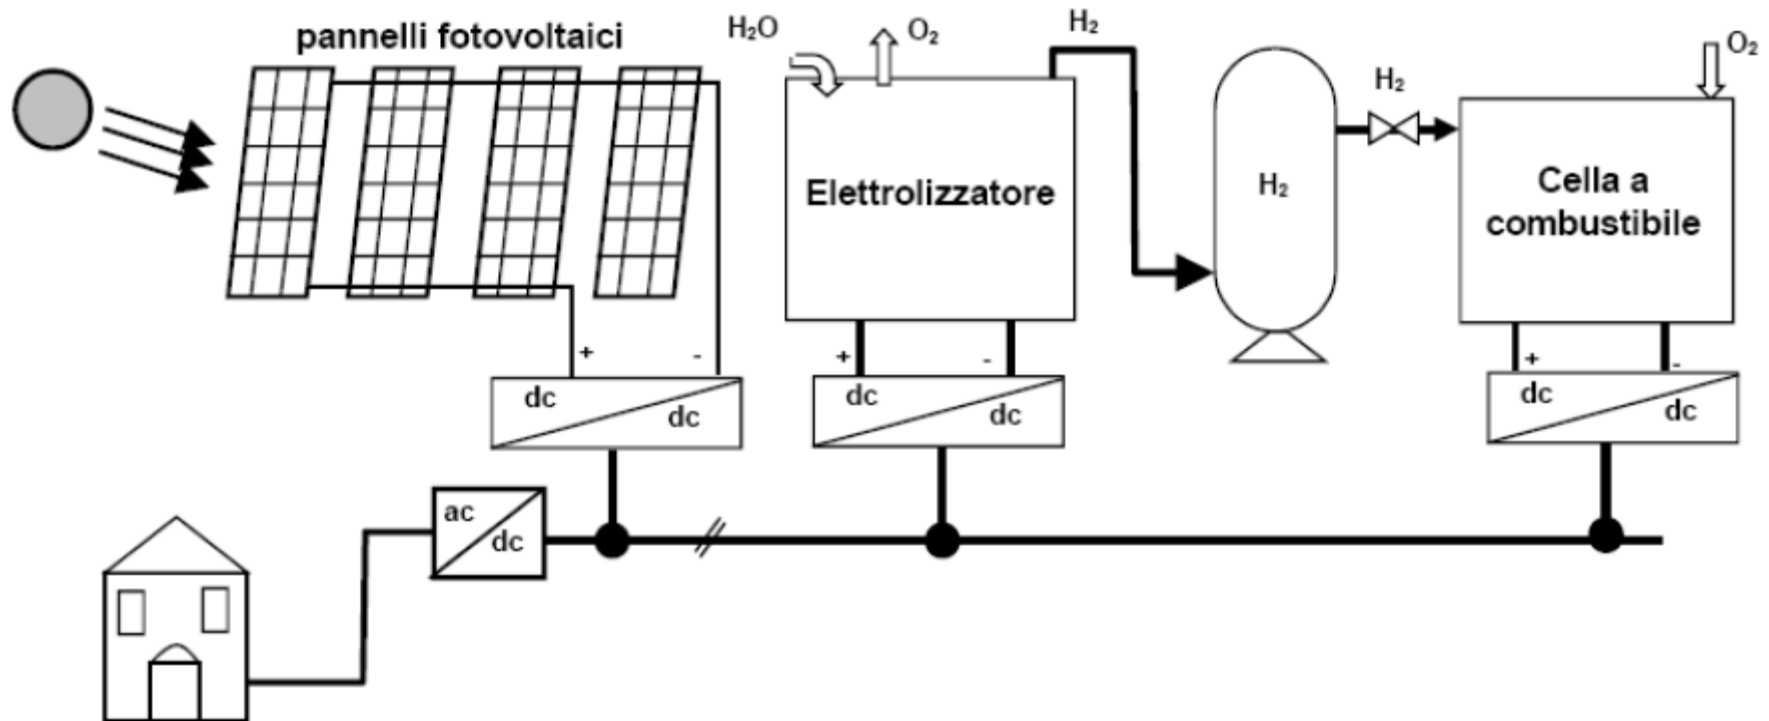 pannelli fotovoltaici
H₂O
O₂
H₂
H₂
O₂
Elettrolizzatore
H₂
Cella a
combustibile
+
-
+
-
+
-
dc
dc
dc
dc
dc
dc
ac
dc